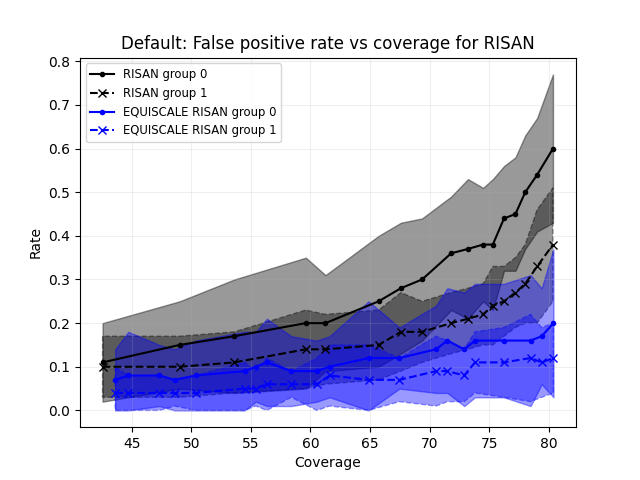 Default: False positive rate vs coverage for RISAN
RISAN group 0
RISAN group 1
EQUISCALE RISAN group 0
EQUISCALE RISAN group 1
Rate
0.8
0.7
0.6
0.5
0.4
0.3
0.2
0.1
0.0
45 50 55 60 65 70 75 80
Coverage